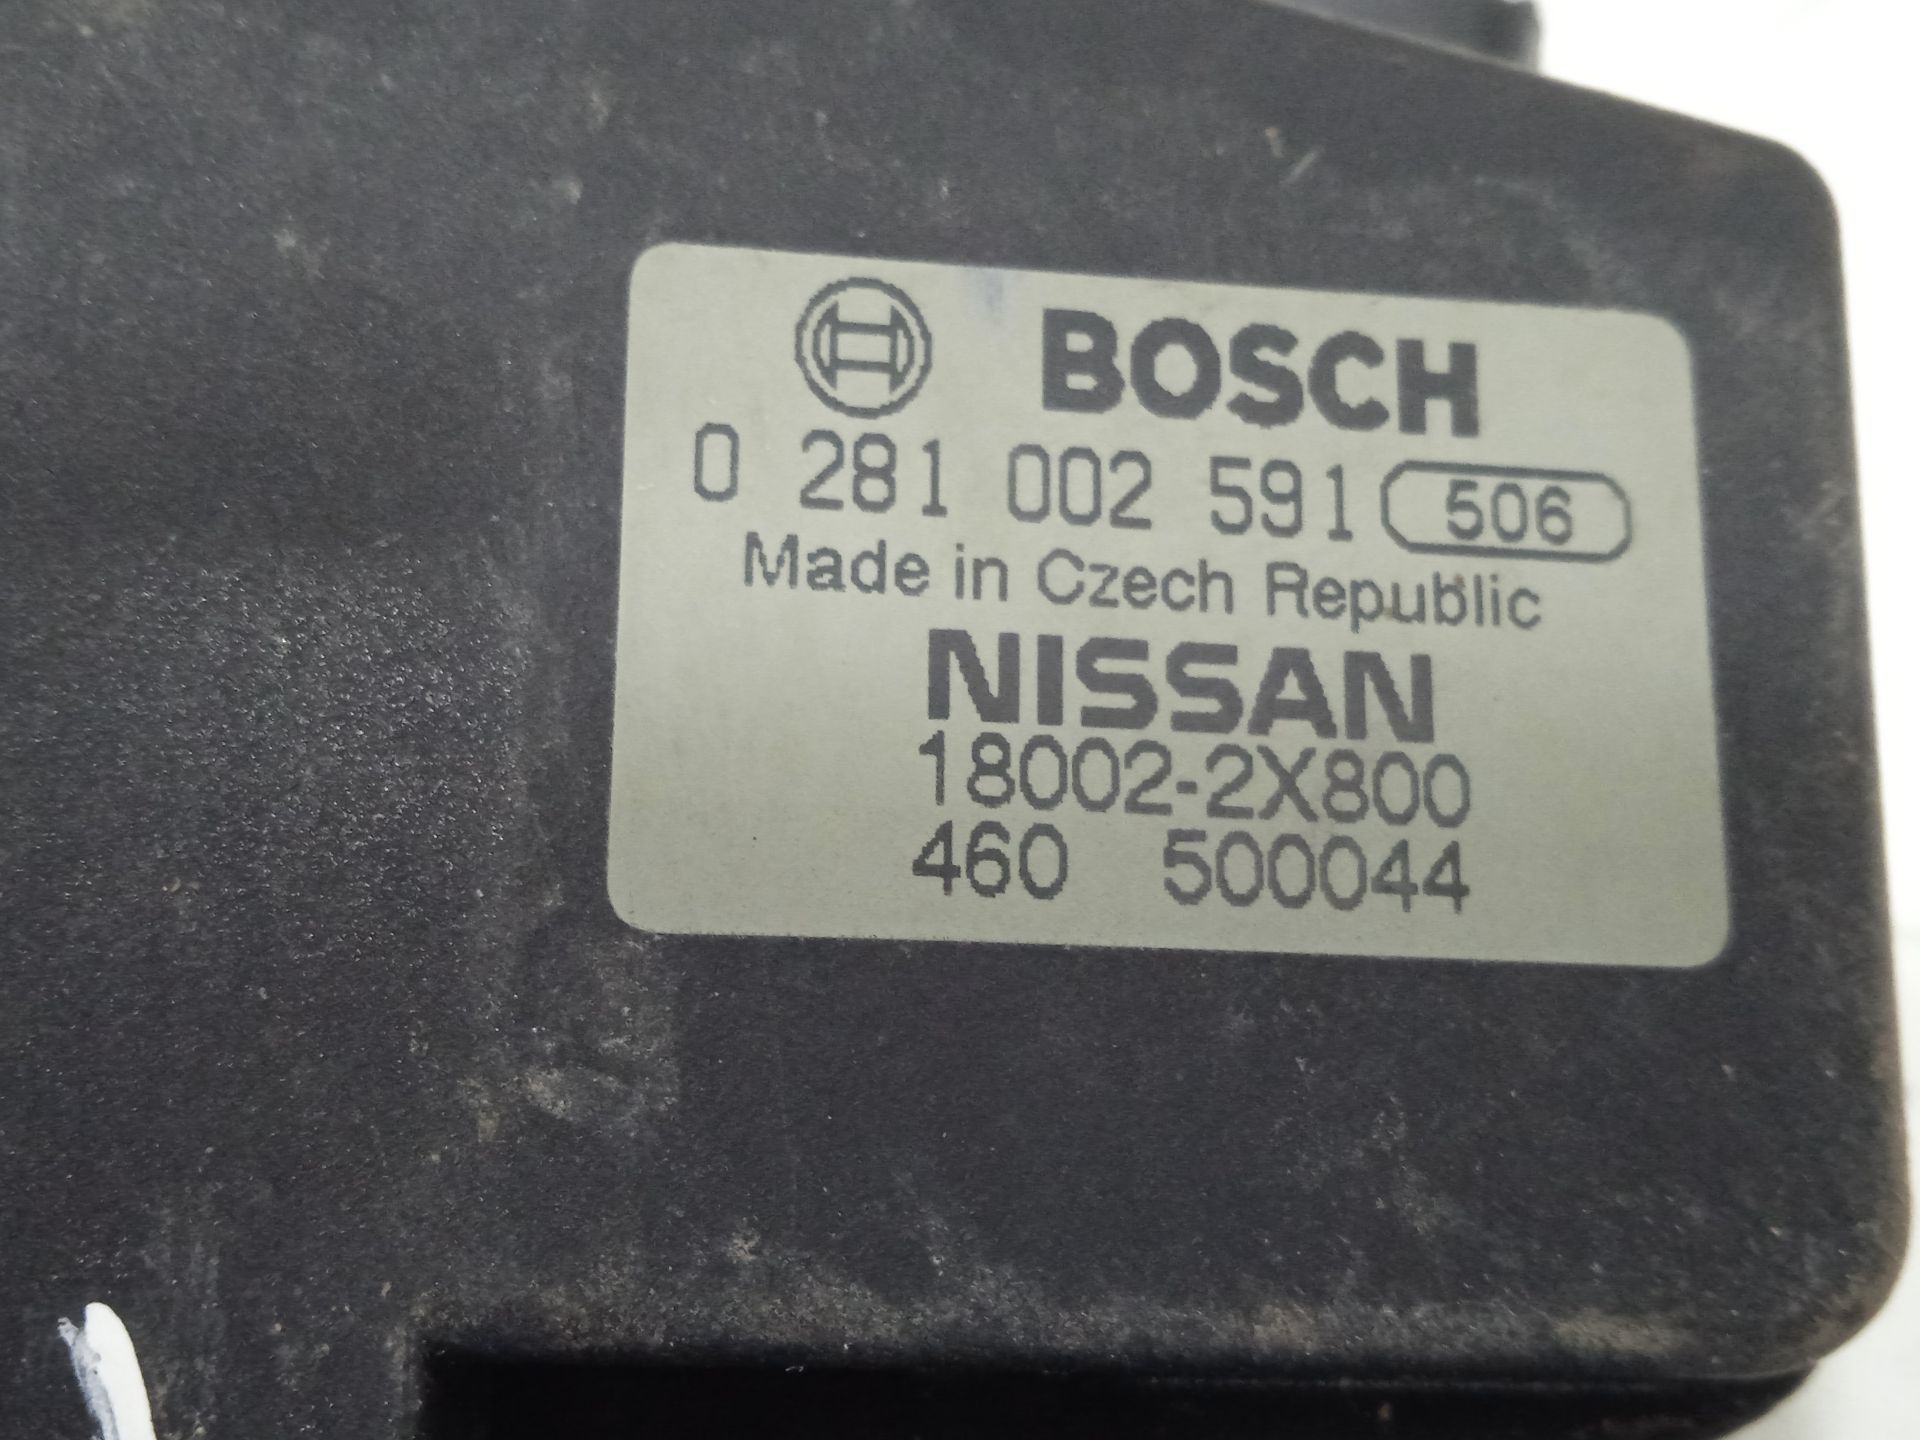 BOSCH
0 281 002 591 506
Made in Czech Republic
NISSAN
18002-2X800
460 500044